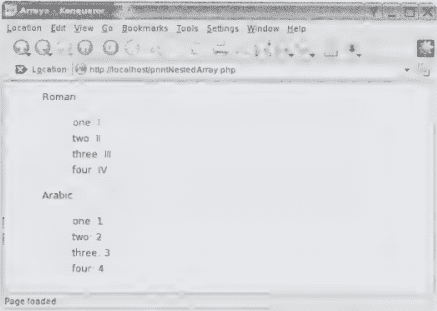 Arrays - Konqueror
Location Edit View Go Bookmarks Tools Settings Window Help
Location http://localhost/printNestedArray.php
Roman
one: I
two: II
three: III
four: IV
Arabic
one: 1
two: 2
three: 3
four: 4
Page loaded